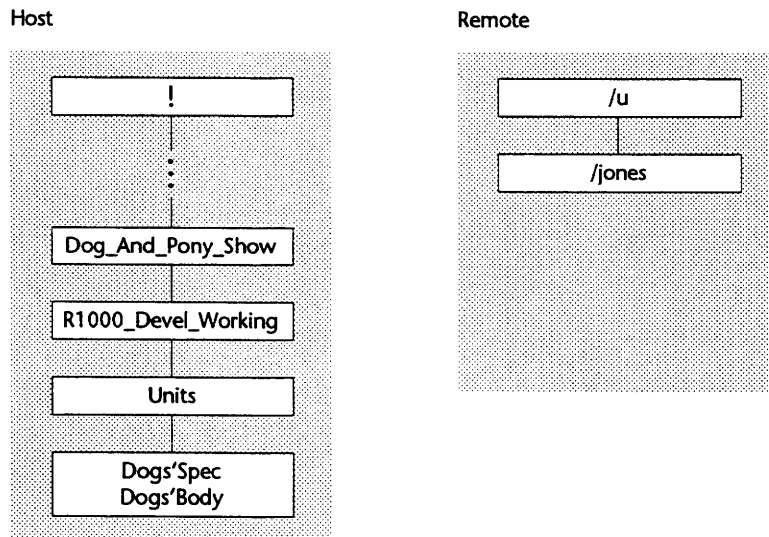 Host
!
Dog_And_Pony_Show
R1000_Devel_Working
Units
Dogs'Spec
Dogs'Body
Remote
/u
/jones